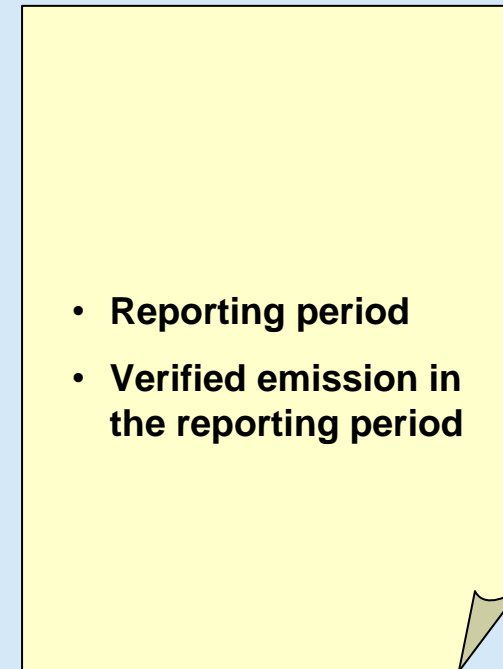 • Reporting period
• Verified emission in
the reporting period